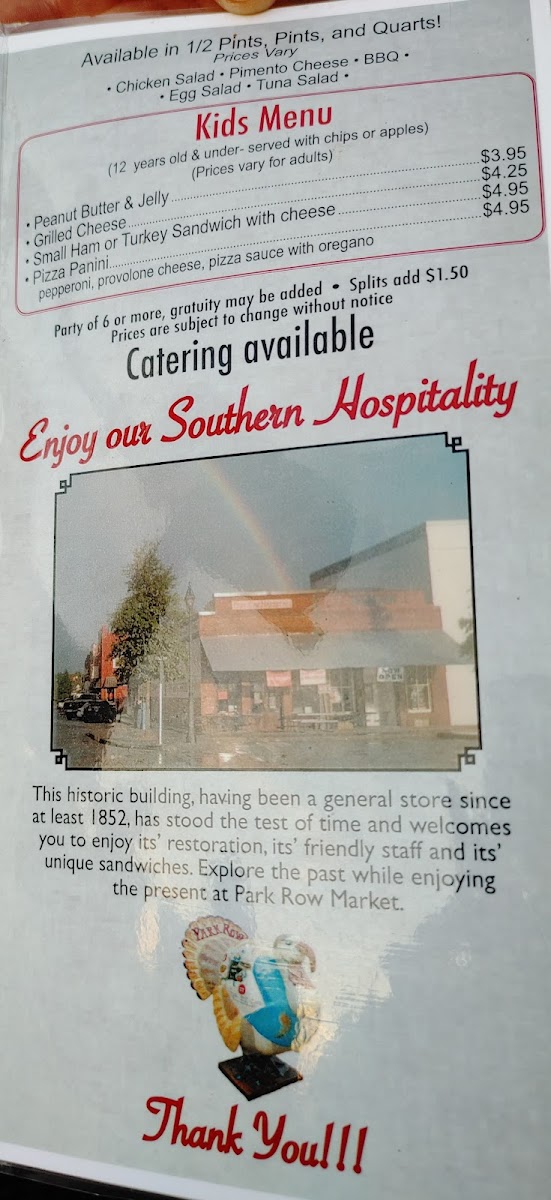 Available in 1/2 Pints, Pints, and Quarts!
Prices Vary
• Chicken Salad • Pimento Cheese • BBQ •
• Egg Salad • Tuna Salad •
Kids Menu
(12 years old & under- served with chips or apples)
(Prices vary for adults)
• Peanut Butter & Jelly $3.95
• Grilled Cheese $4.25
• Small Ham or Turkey Sandwich with cheese $4.95
• Pizza Panini $4.95
pepperoni, provolone cheese, pizza sauce with oregano
Party of 6 or more, gratuity may be added • Splits add $1.50
Prices are subject to change without notice
Catering available
Enjoy our Southern Hospitality
OPEN
This historic building, having been a general store since
at least 1852, has stood the test of time and welcomes
you to enjoy its' restoration, its' friendly staff and its'
unique sandwiches. Explore the past while enjoying
the present at Park Row Market.
PARK ROW
Thank You!!!